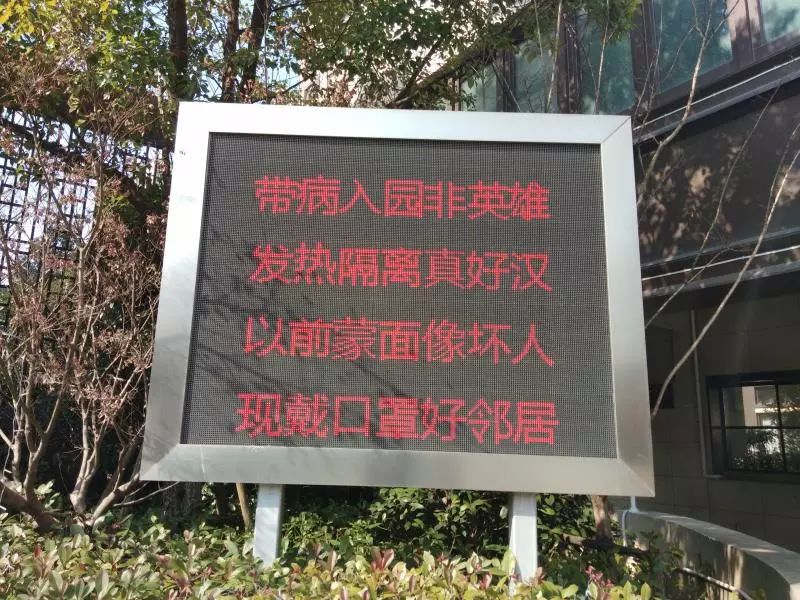 带病入园非英雄
发热隔离真好汉
以前蒙面像坏人
现戴口罩好邻居